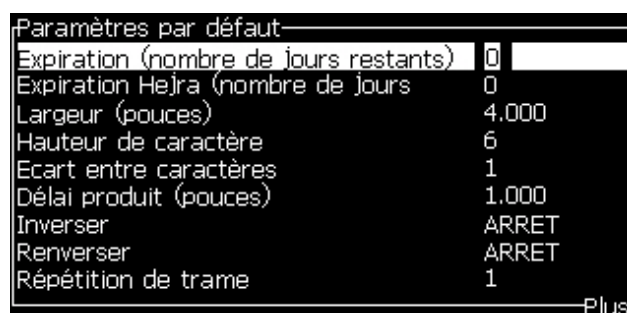 Paramètres par défaut
Expiration (nombre de jours restants) 0
Expiration Hejra (nombre de jours 0
Largeur (pouces) 4.000
Hauteur de caractère 6
Ecart entre caractères 1
Délai produit (pouces) 1.000
Inverser ARRET
Renverser ARRET
Répétition de trame 1
Plus